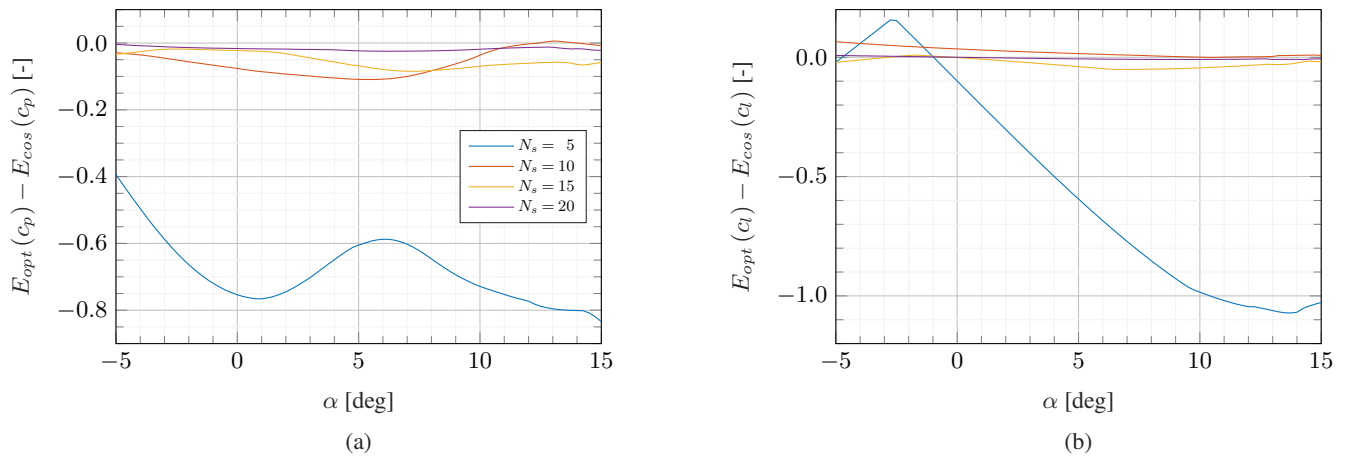 0.0
−0.2
−0.4
−0.6
−0.8
E_opt(c_p) − E_cos(c_p) [-]
N_s = 5
N_s = 10
N_s = 15
N_s = 20
−5 0 5 10 15
α [deg]
(a)
0.0
−0.5
−1.0
E_opt(c_l) − E_cos(c_l) [-]
−5 0 5 10 15
α [deg]
(b)